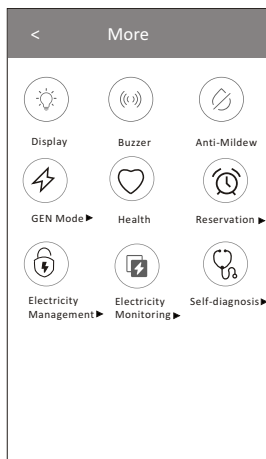 < More
Display Buzzer Anti-Mildew
GEN Mode▶ Health Reservation▶
Electricity Electricity Self-diagnosis▶
Management▶ Monitoring▶